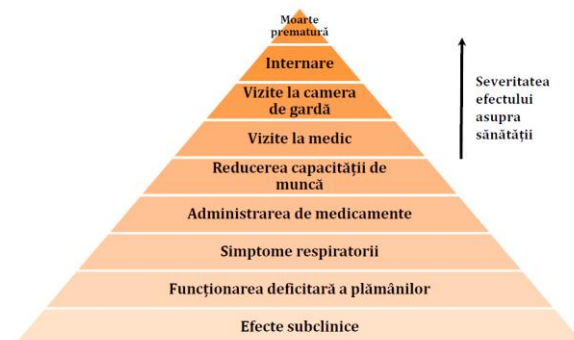 Moarte
prematură
Internare
Vizite la camera
de gardă
Vizite la medic
Reducerea capacității de
muncă
Administrarea de medicamente
Simptome respiratorii
Funcționarea deficitară a plămânilor
Efecte subclinice
Severitatea
efectului
asupra
sănătății